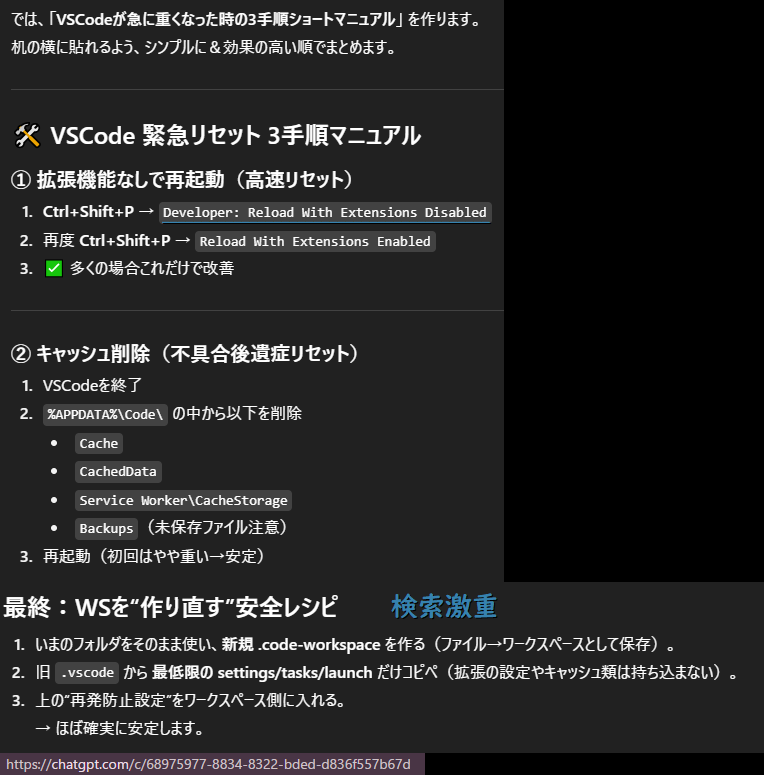 では、「VSCodeが急に重くなった時の3手順ショートマニュアル」を作ります。
机の横に貼れるよう、シンプルに＆効果の高い順でまとめます。
🛠️ VSCode 緊急リセット 3手順マニュアル
① 拡張機能なしで再起動（高速リセット）
1. Ctrl+Shift+P → Developer: Reload With Extensions Disabled
2. 再度 Ctrl+Shift+P → Reload With Extensions Enabled
3. ✅ 多くの場合これだけで改善
② キャッシュ削除（不具合後遺症リセット）
1. VSCodeを終了
2. %APPDATA%\Code\ の中から以下を削除
• Cache
• CachedData
• Service Worker\CacheStorage
• Backups（未保存ファイル注意）
3. 再起動（初回はやや重い→安定）
最終：WSを“作り直す”安全レシピ 検索激重
1. いまのフォルダをそのまま使い、新規 .code-workspace を作る（ファイル→ワークスペースとして保存）。
2. 旧 .vscode から 最低限の settings/tasks/launch だけコピペ（拡張の設定やキャッシュ類は持ち込まない）。
3. 上の“再発防止設定”をワークスペース側に入れる。
→ ほぼ確実に安定します。
https://chatgpt.com/c/68975977-8834-8322-bded-d836f557b67d